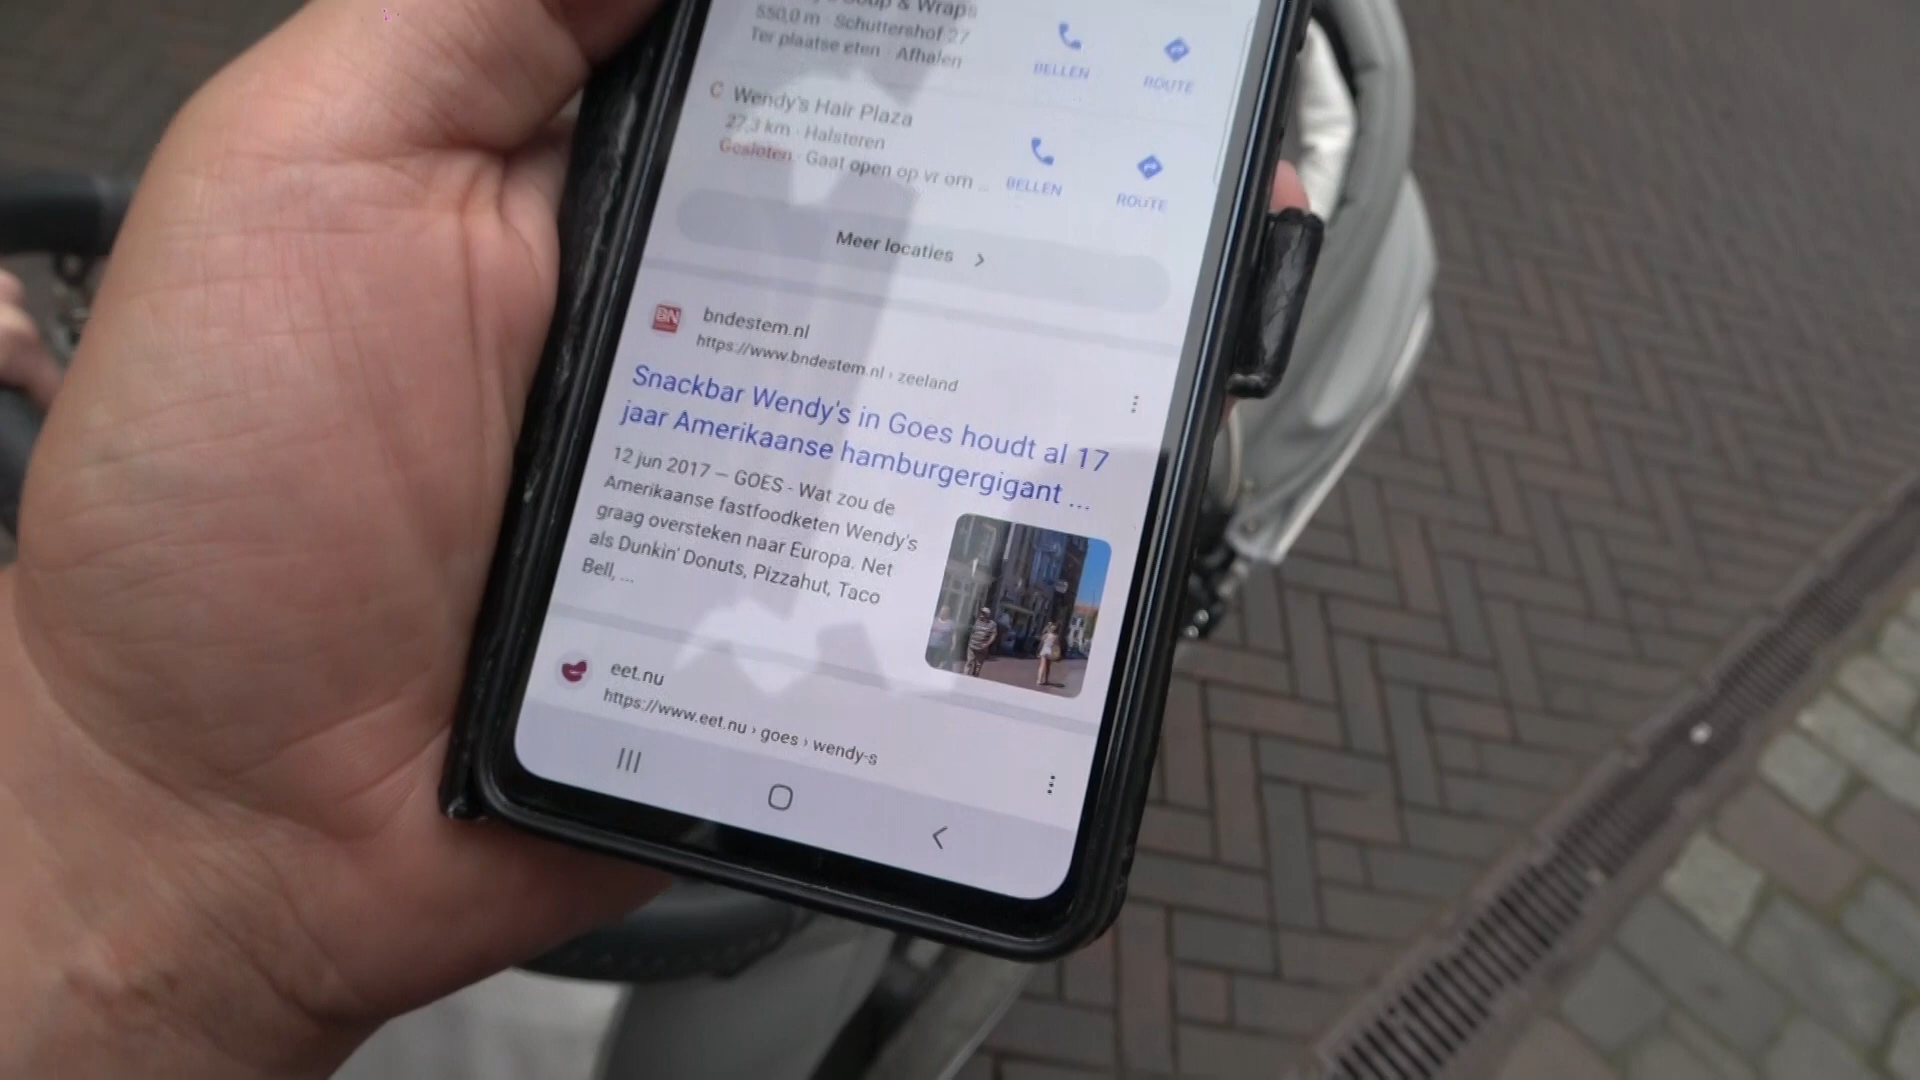 Soup & Wraps
550,0 m · Schuttershof 27
Ter plaatse eten · Afhalen
BELLEN
ROUTE
Wendy's Hair Plaza
27,3 km · Halsteren
Gesloten · Gaat open op vr om ...
BELLEN
ROUTE
Meer locaties >
BN
bndestem.nl
https://www.bndestem.nl › zeeland
Snackbar Wendy's in Goes houdt al 17
jaar Amerikaanse hamburgergigant ...
12 jun 2017 — GOES - Wat zou de
Amerikaanse fastfoodketen Wendy's
graag oversteken naar Europa. Net
als Dunkin' Donuts, Pizzahut, Taco
Bell, ...
eet.nu
https://www.eet.nu › goes › wendy-s